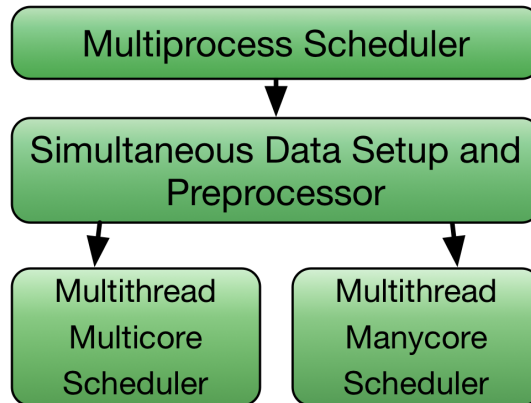 Multiprocess Scheduler
Simultaneous Data Setup and
Preprocessor
Multithread
Multicore
Scheduler
Multithread
Manycore
Scheduler